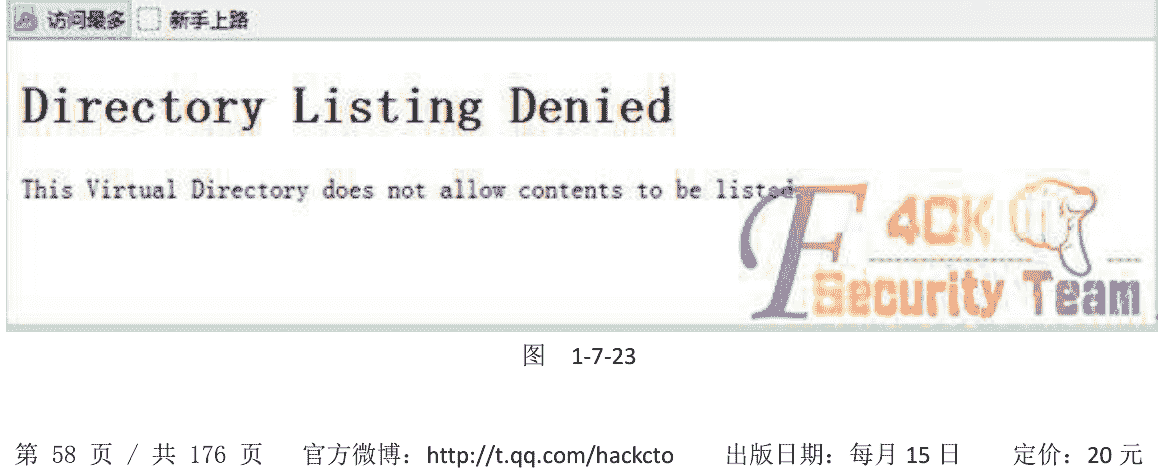 访问最多 新手上路
Directory Listing Denied
This Virtual Directory does not allow contents to be listed.
F4CK
Security Team
图 1-7-23
第 58 页 / 共 176 页 官方微博：http://t.qq.com/hackcto 出版日期：每月 15 日 定价：20 元